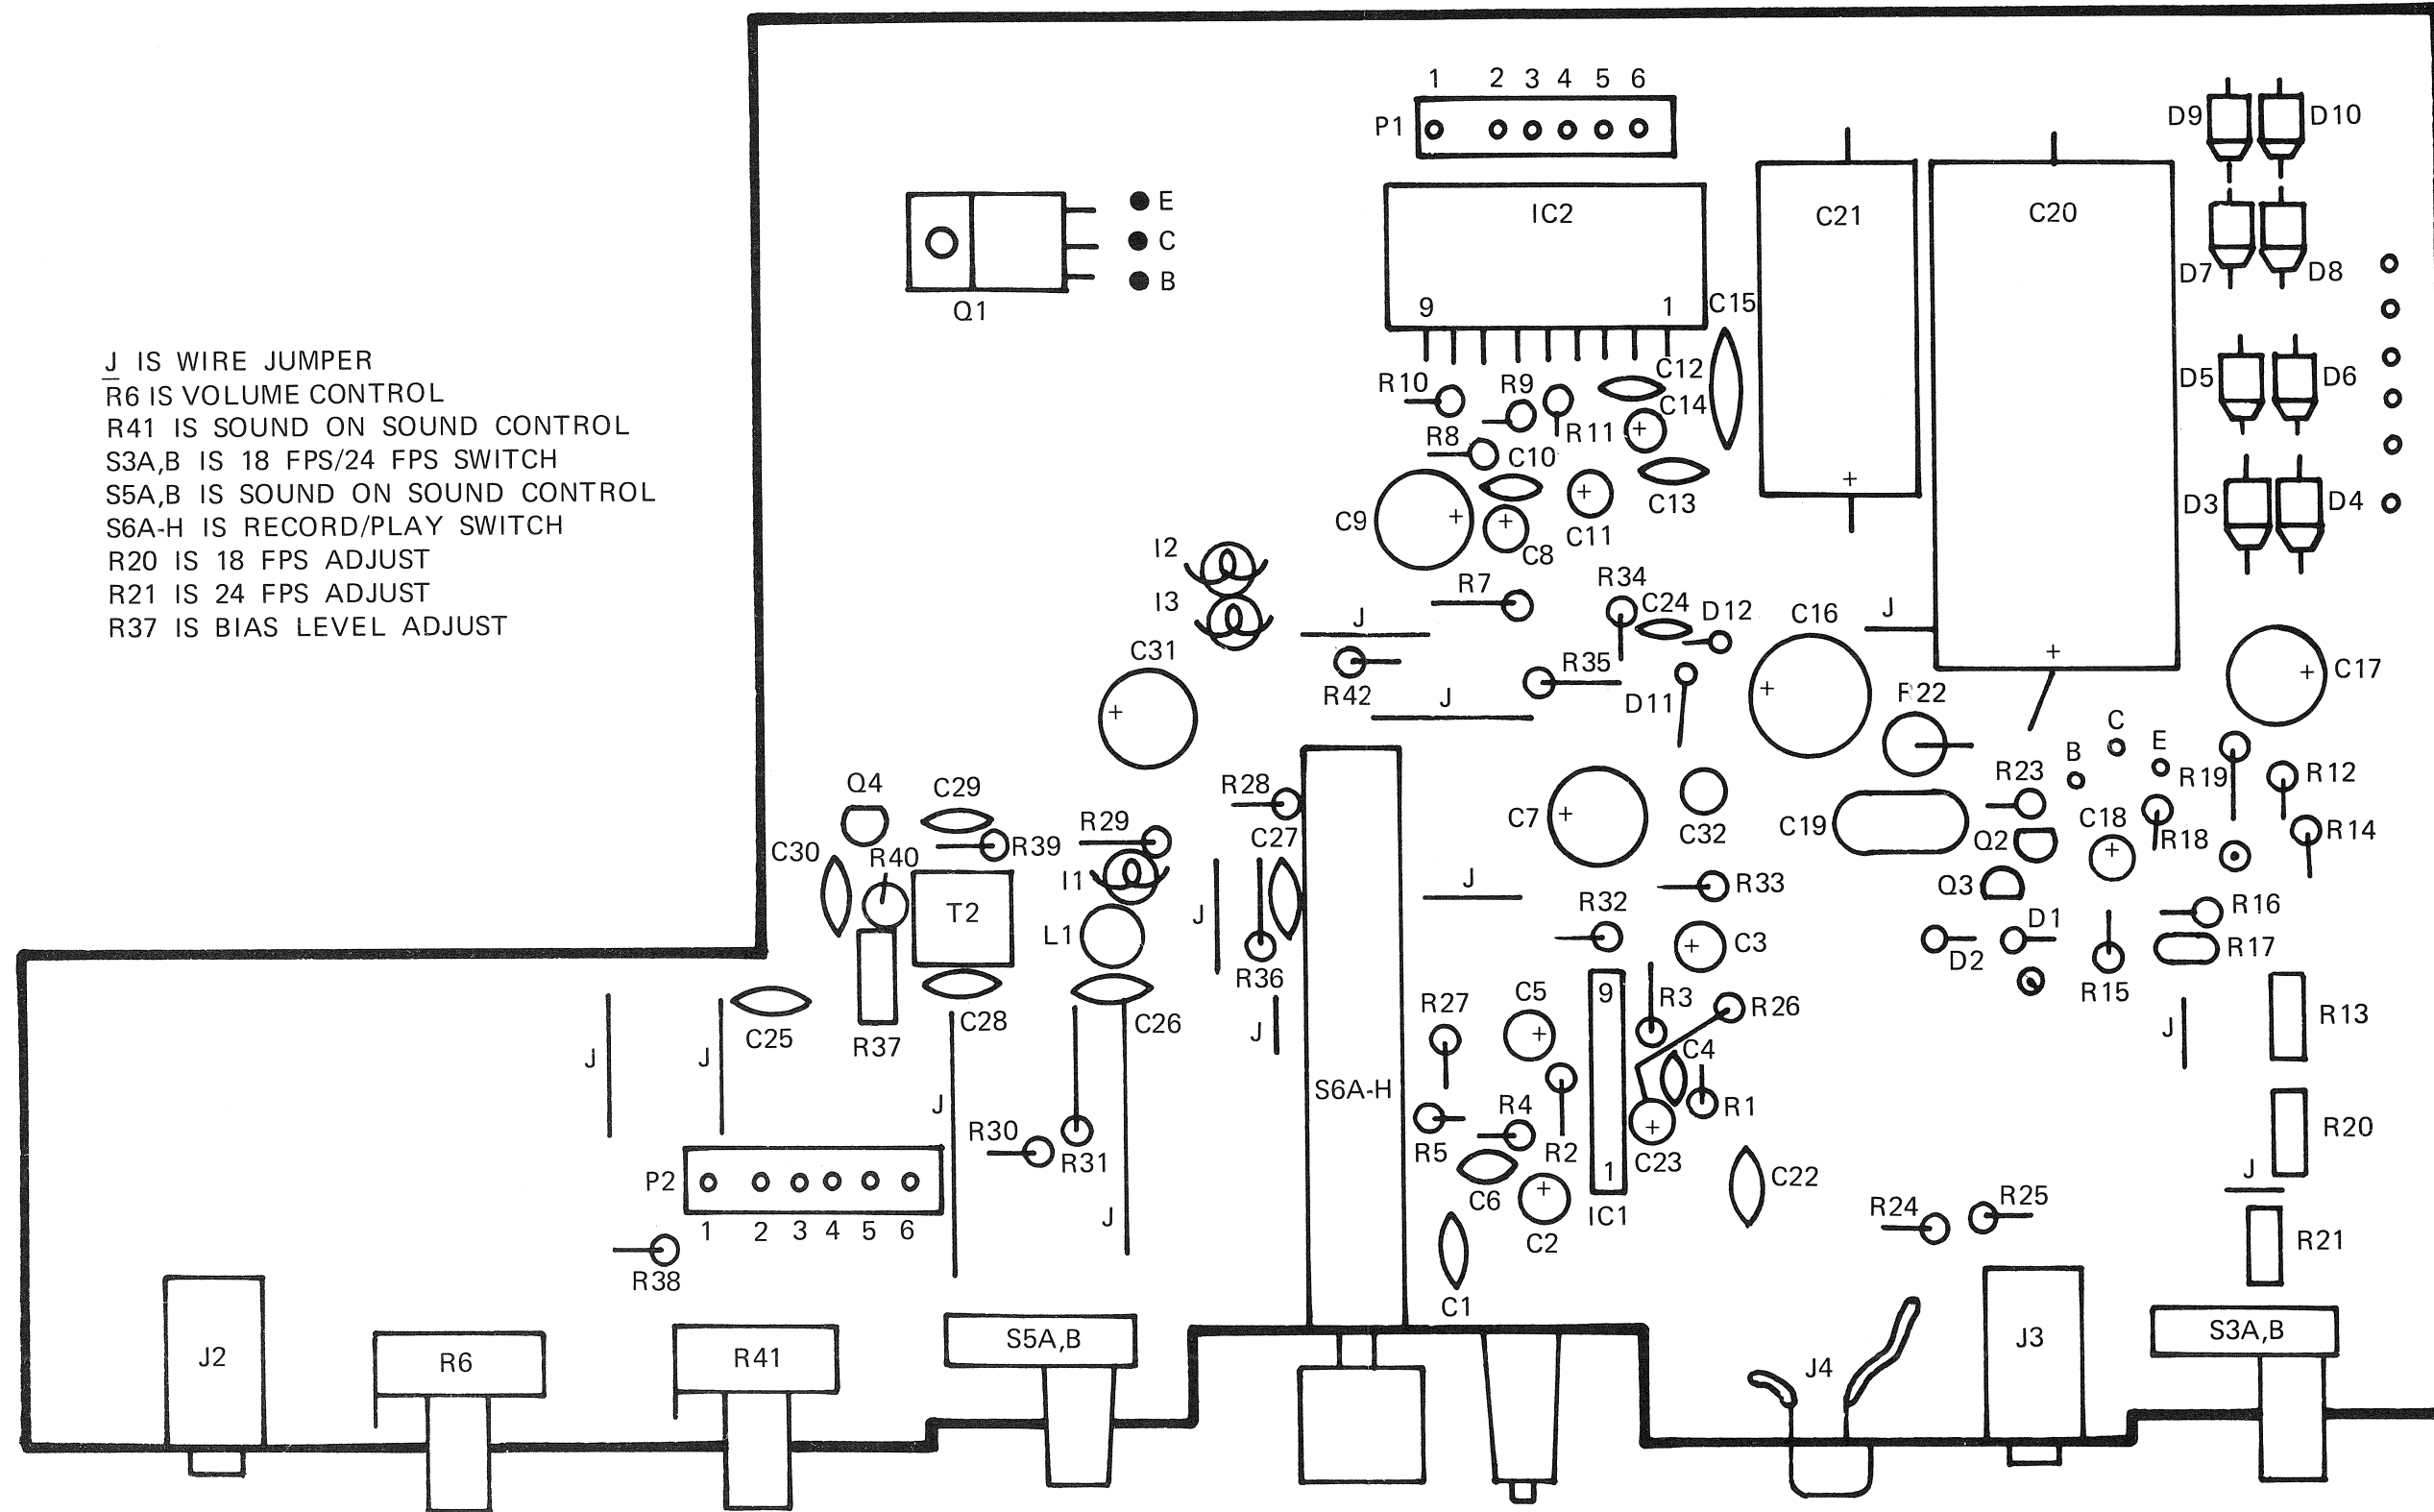 1 2 3 4 5 6
P1
D9 D10
IC2
C21
C20
E
C
B
Q1
D7 D8
9 1
C15
J IS WIRE JUMPER
R6 IS VOLUME CONTROL
R41 IS SOUND ON SOUND CONTROL
S3A,B IS 18 FPS/24 FPS SWITCH
S5A,B IS SOUND ON SOUND CONTROL
S6A-H IS RECORD/PLAY SWITCH
R20 IS 18 FPS ADJUST
R21 IS 24 FPS ADJUST
R37 IS BIAS LEVEL ADJUST
C12
R10 R9
D5 D6
C14
R8 R11
+
C10
C13
+
C9 + + +
C11
C8
D3 D4
I2
R7
R34
I3
C24
D12
J
C16
J
C31
R42
R35
+
C17 +
+
J
D11
+
R22
C
B E
Q4
C29
R28
R23
R19 R12
C7 +
C32
C19
Q2
C18
+
R18
R14
R29
C27
C30
R40
R39
I1
J
R33
Q3
T2
J
R32
R16
L1
D1
C3 +
D2
R17
R36
R15
9
R3
C5
+
R26
R27
C28
C26
C25
R37
J
J
J
J
R13
C4
S6A-H
J
R4
R1
R20
R30
R31
R5
R2
+
C23
P2
1
C6
+
C22
J
J
1 2 3 4 5 6
C2
IC1
R24
R25
R21
R38
C1
J2
R6
R41
S5A,B
J4
J3
S3A,B